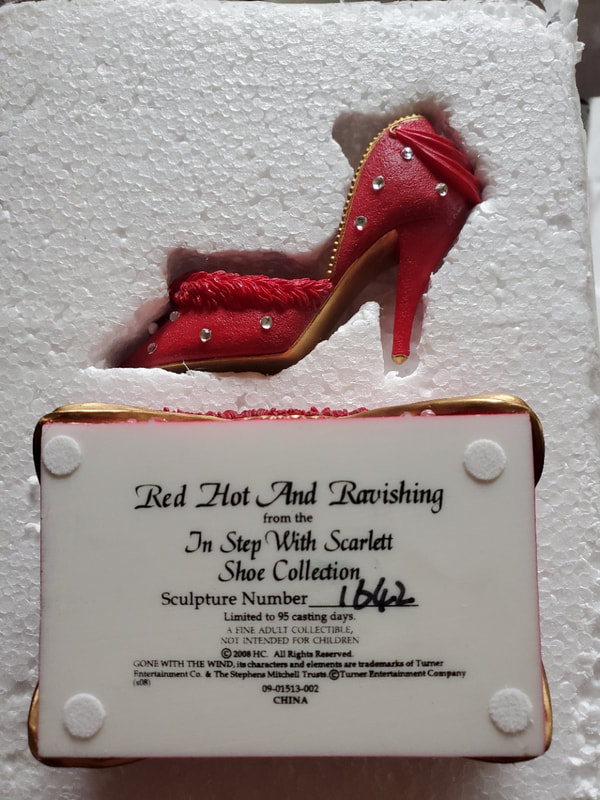 Red Hot And Ravishing
from the
In Step With Scarlett
Shoe Collection
Sculpture Number 1642
Limited to 95 casting days.
A FINE ADULT COLLECTIBLE,
NOT INTENDED FOR CHILDREN
© 2008 HC. All Rights Reserved.
GONE WITH THE WIND, its characters and elements are trademarks of Turner
Entertainment Co. & The Stephens Mitchell Trusts. © Turner Entertainment Company
(s08)
09-01513-002
CHINA